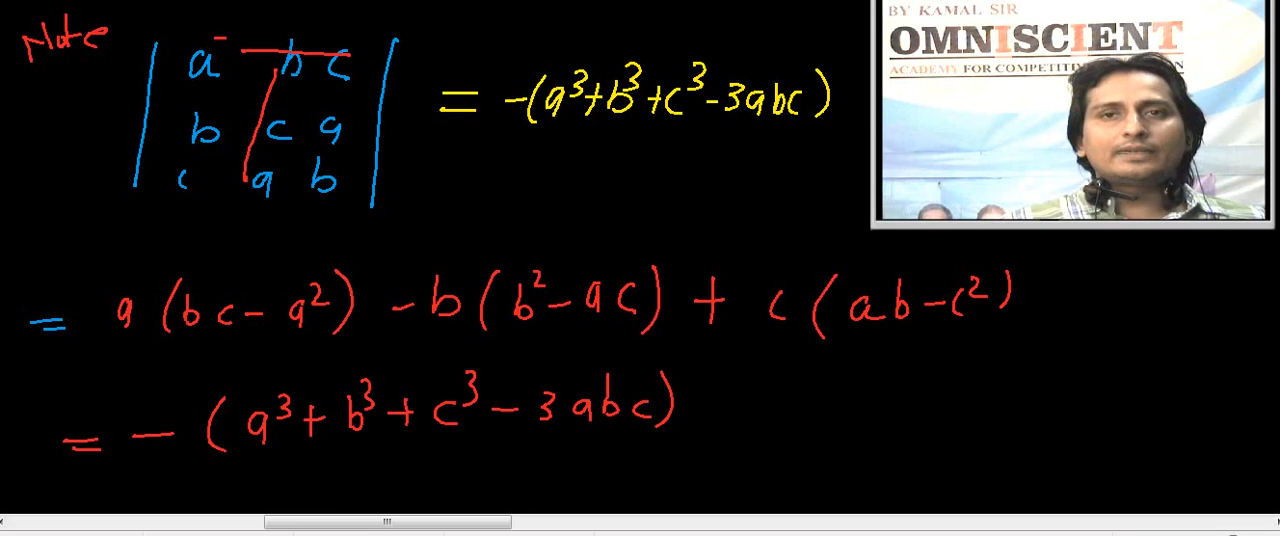 Note
BY KAMAL SIR
OMNISCIENT
ACADEMY FOR COMPETITIVE
| a b c |
| b c a | = -(a³+b³+c³-3abc)
| c a b |
= a(bc-a²) -b(b²-ac) + c(ab-c²)
= -(a³+b³+c³-3abc)